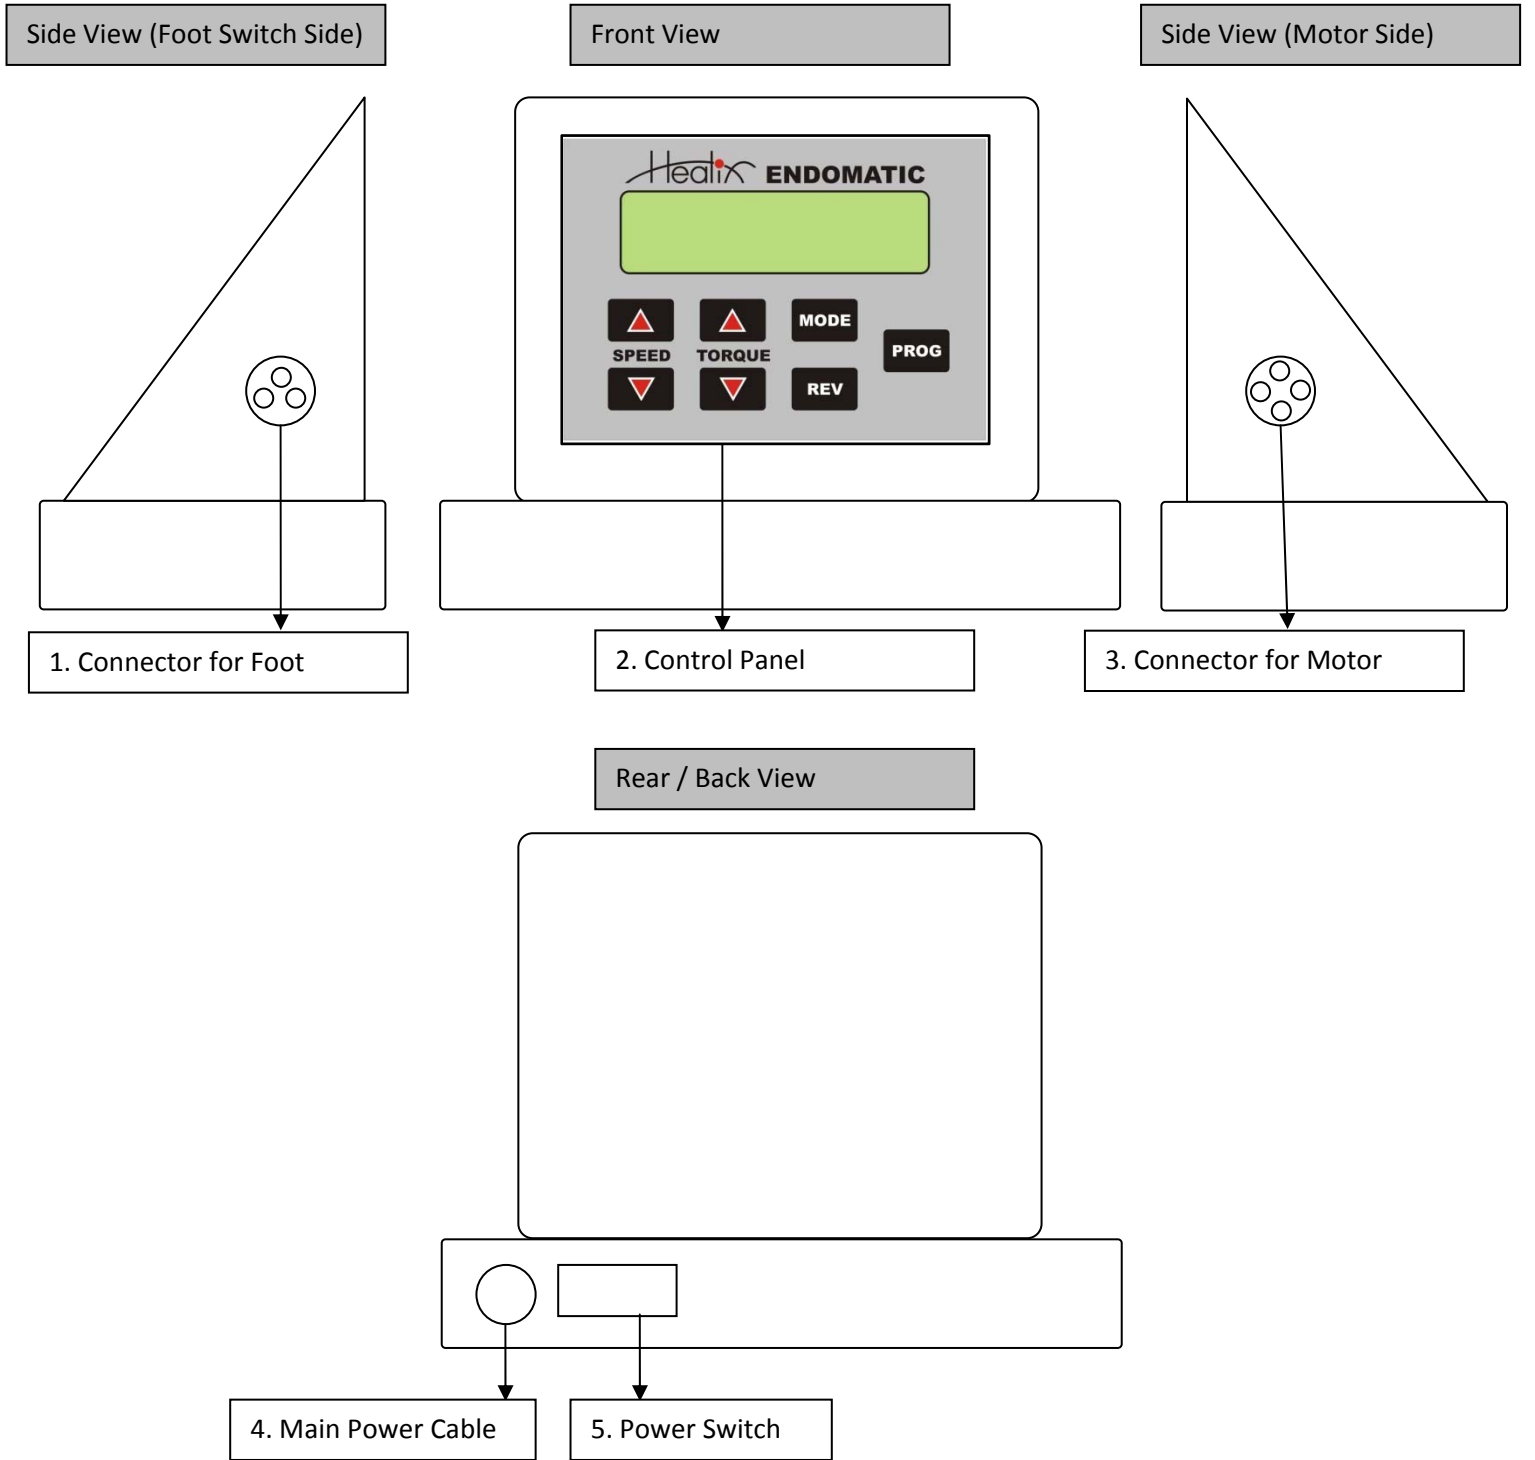 Side View (Foot Switch Side)
Front View
Side View (Motor Side)
Healix ENDOMATIC
MODE
PROG
SPEED TORQUE
REV
1. Connector for Foot
2. Control Panel
3. Connector for Motor
Rear / Back View
4. Main Power Cable
5. Power Switch